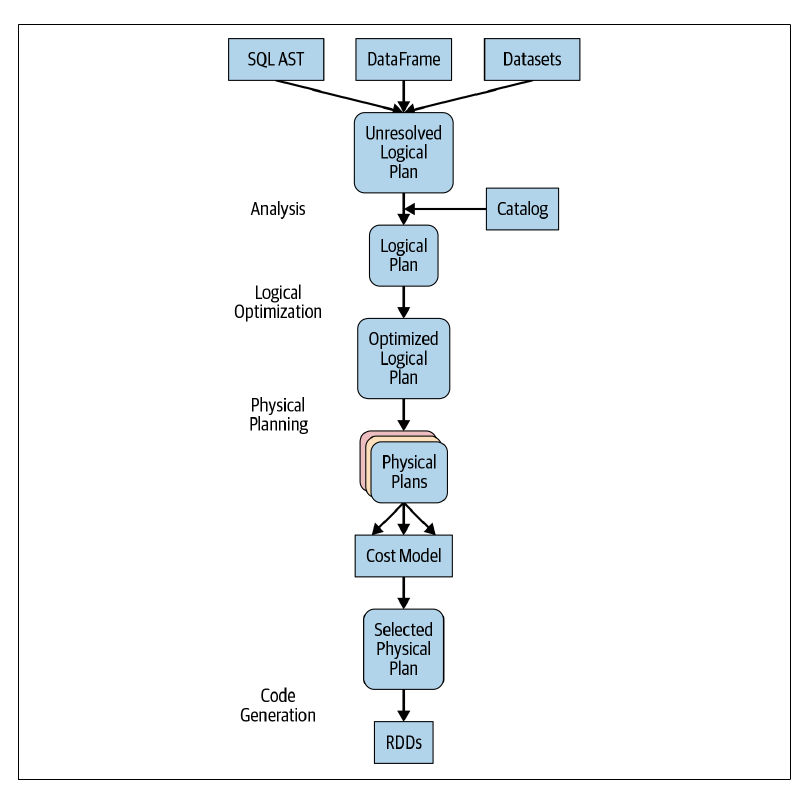 SQL AST
DataFrame
Datasets
Unresolved
Logical
Plan
Analysis
Catalog
Logical
Plan
Logical
Optimization
Optimized
Logical
Plan
Physical
Planning
Physical
Plans
Cost Model
Selected
Physical
Plan
Code
Generation
RDDs